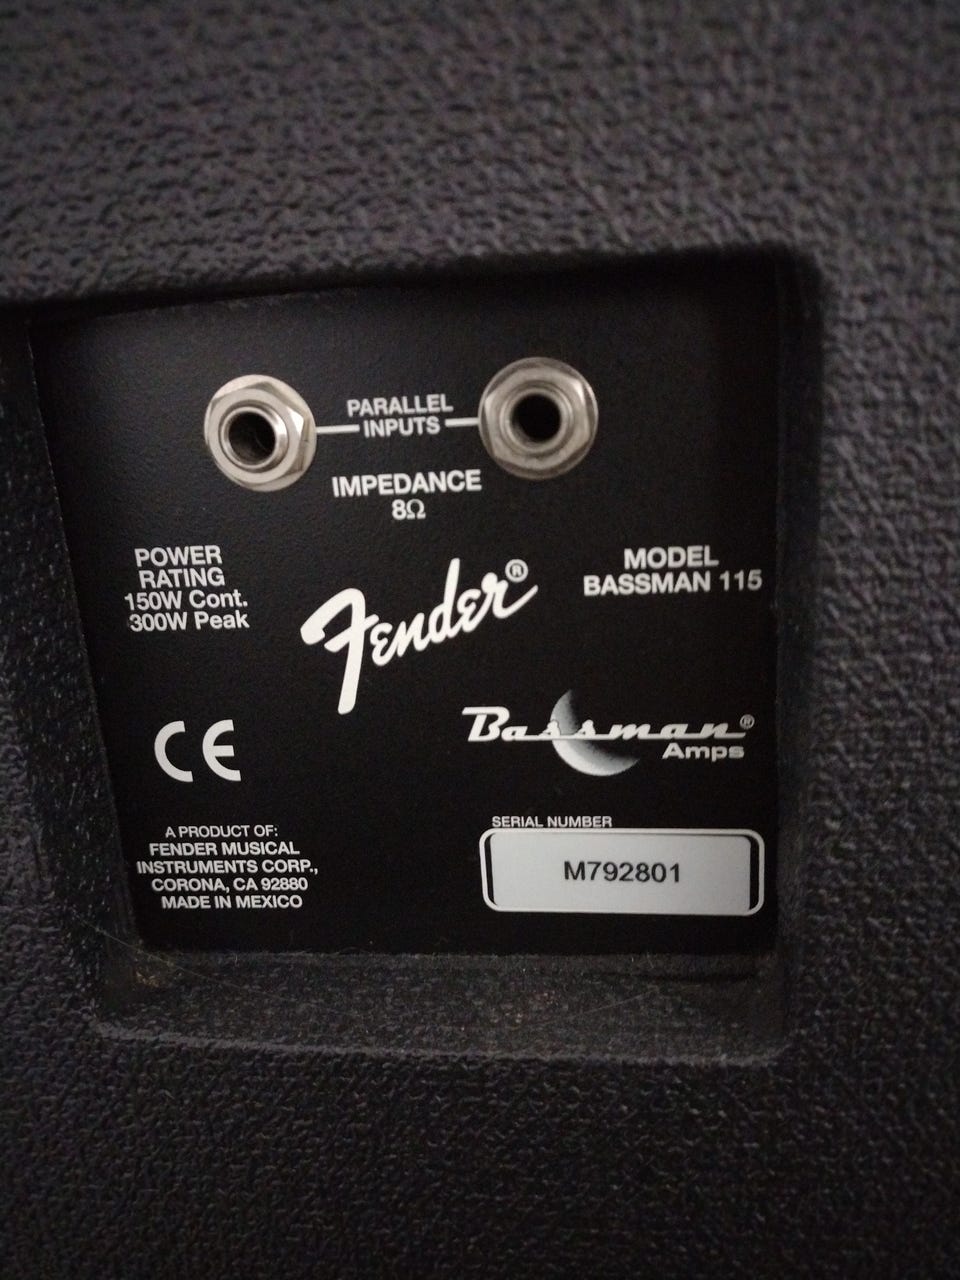 PARALLEL
INPUTS
IMPEDANCE
8Ω
POWER
RATING
150W Cont.
300W Peak
Fender®
MODEL
BASSMAN 115
Bassman®
Amps
CE
A PRODUCT OF:
FENDER MUSICAL
INSTRUMENTS CORP.,
CORONA, CA 92880
MADE IN MEXICO
SERIAL NUMBER
M792801